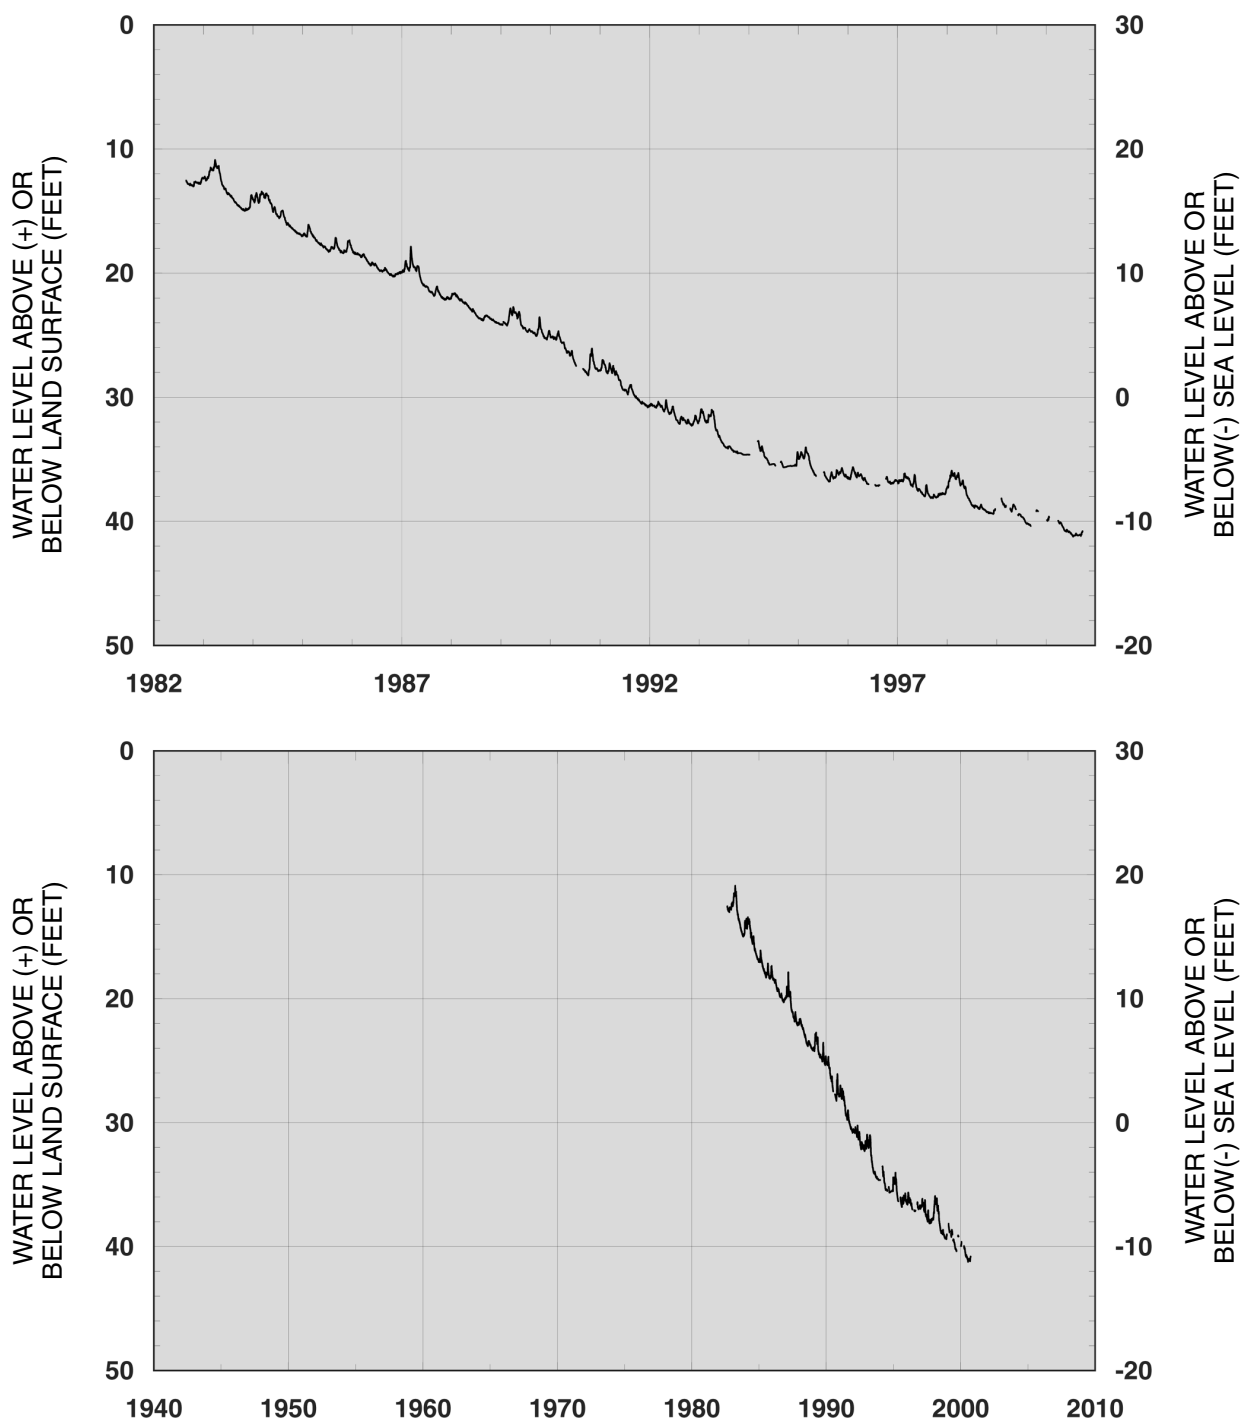 WATER LEVEL ABOVE (+) OR
BELOW LAND SURFACE (FEET)
0
10
20
30
40
50
30
20
10
0
-10
-20
WATER LEVEL ABOVE OR
BELOW(-) SEA LEVEL (FEET)
1982 1987 1992 1997
WATER LEVEL ABOVE (+) OR
BELOW LAND SURFACE (FEET)
0
10
20
30
40
50
30
20
10
0
-10
-20
WATER LEVEL ABOVE OR
BELOW(-) SEA LEVEL (FEET)
1940 1950 1960 1970 1980 1990 2000 2010